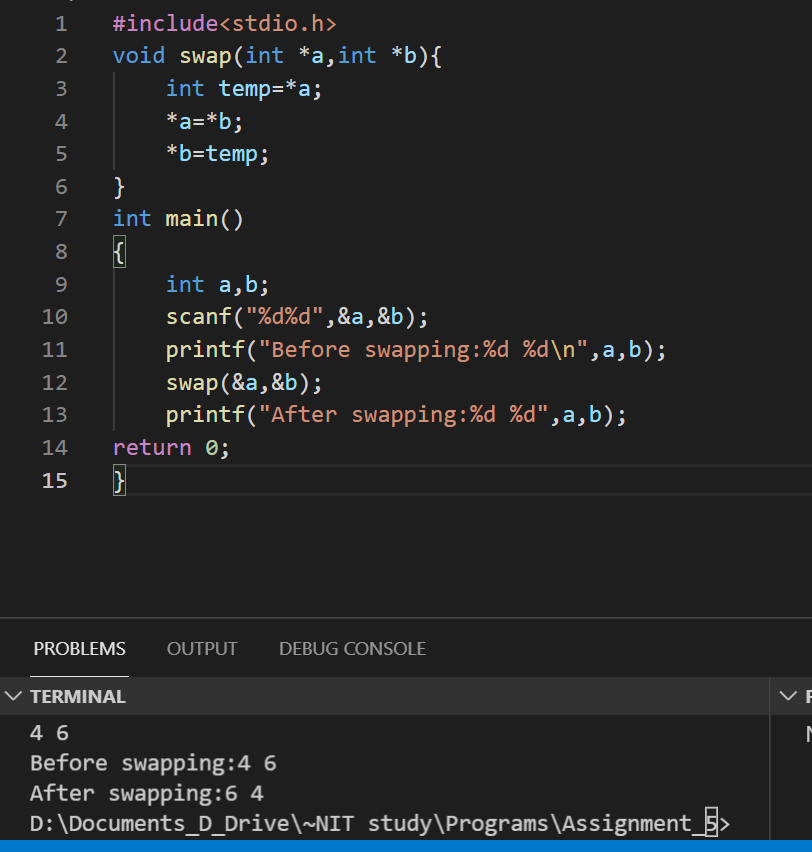 1 #include<stdio.h>
2 void swap(int *a,int *b){
3     int temp=*a;
4     *a=*b;
5     *b=temp;
6 }
7 int main()
8 {
9     int a,b;
10     scanf("%d%d",&a,&b);
11     printf("Before swapping:%d %d\n",a,b);
12     swap(&a,&b);
13     printf("After swapping:%d %d",a,b);
14 return 0;
15 }
PROBLEMS OUTPUT DEBUG CONSOLE
TERMINAL
4 6
Before swapping:4 6
After swapping:6 4
D:\Documents_D_Drive\~NIT study\Programs\Assignment_5>